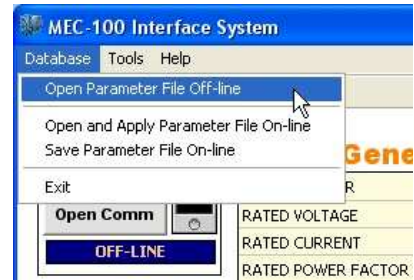 MEC-100 Interface System
Database Tools Help
Open Parameter File Off-line
Open and Apply Parameter File On-line
Save Parameter File On-line
Exit
Gene
R
Open Comm
OFF-LINE
RATED VOLTAGE
RATED CURRENT
RATED POWER FACTOR